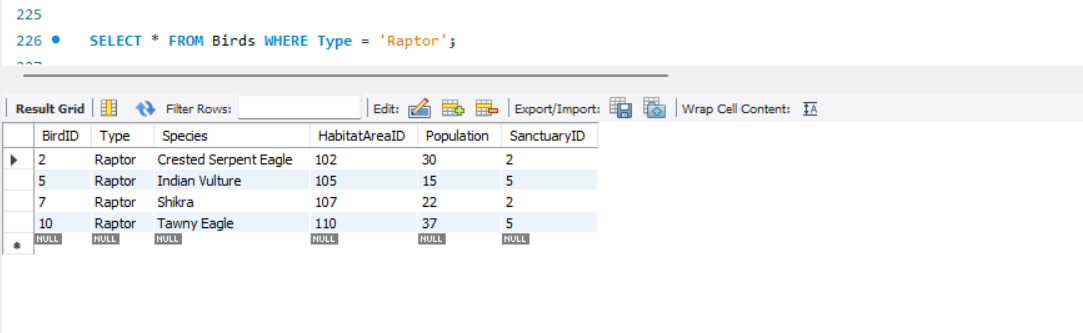 225
226 SELECT * FROM Birds WHERE Type = 'Raptor';
Result Grid Filter Rows: Edit: Export/Import: Wrap Cell Content: IA
BirdID Type Species HabitatAreaID Population SanctuaryID
2 Raptor Crested Serpent Eagle 102 30 2
5 Raptor Indian Vulture 105 15 5
7 Raptor Shikra 107 22 2
10 Raptor Tawny Eagle 110 37 5
NULL NULL NULL NULL NULL NULL